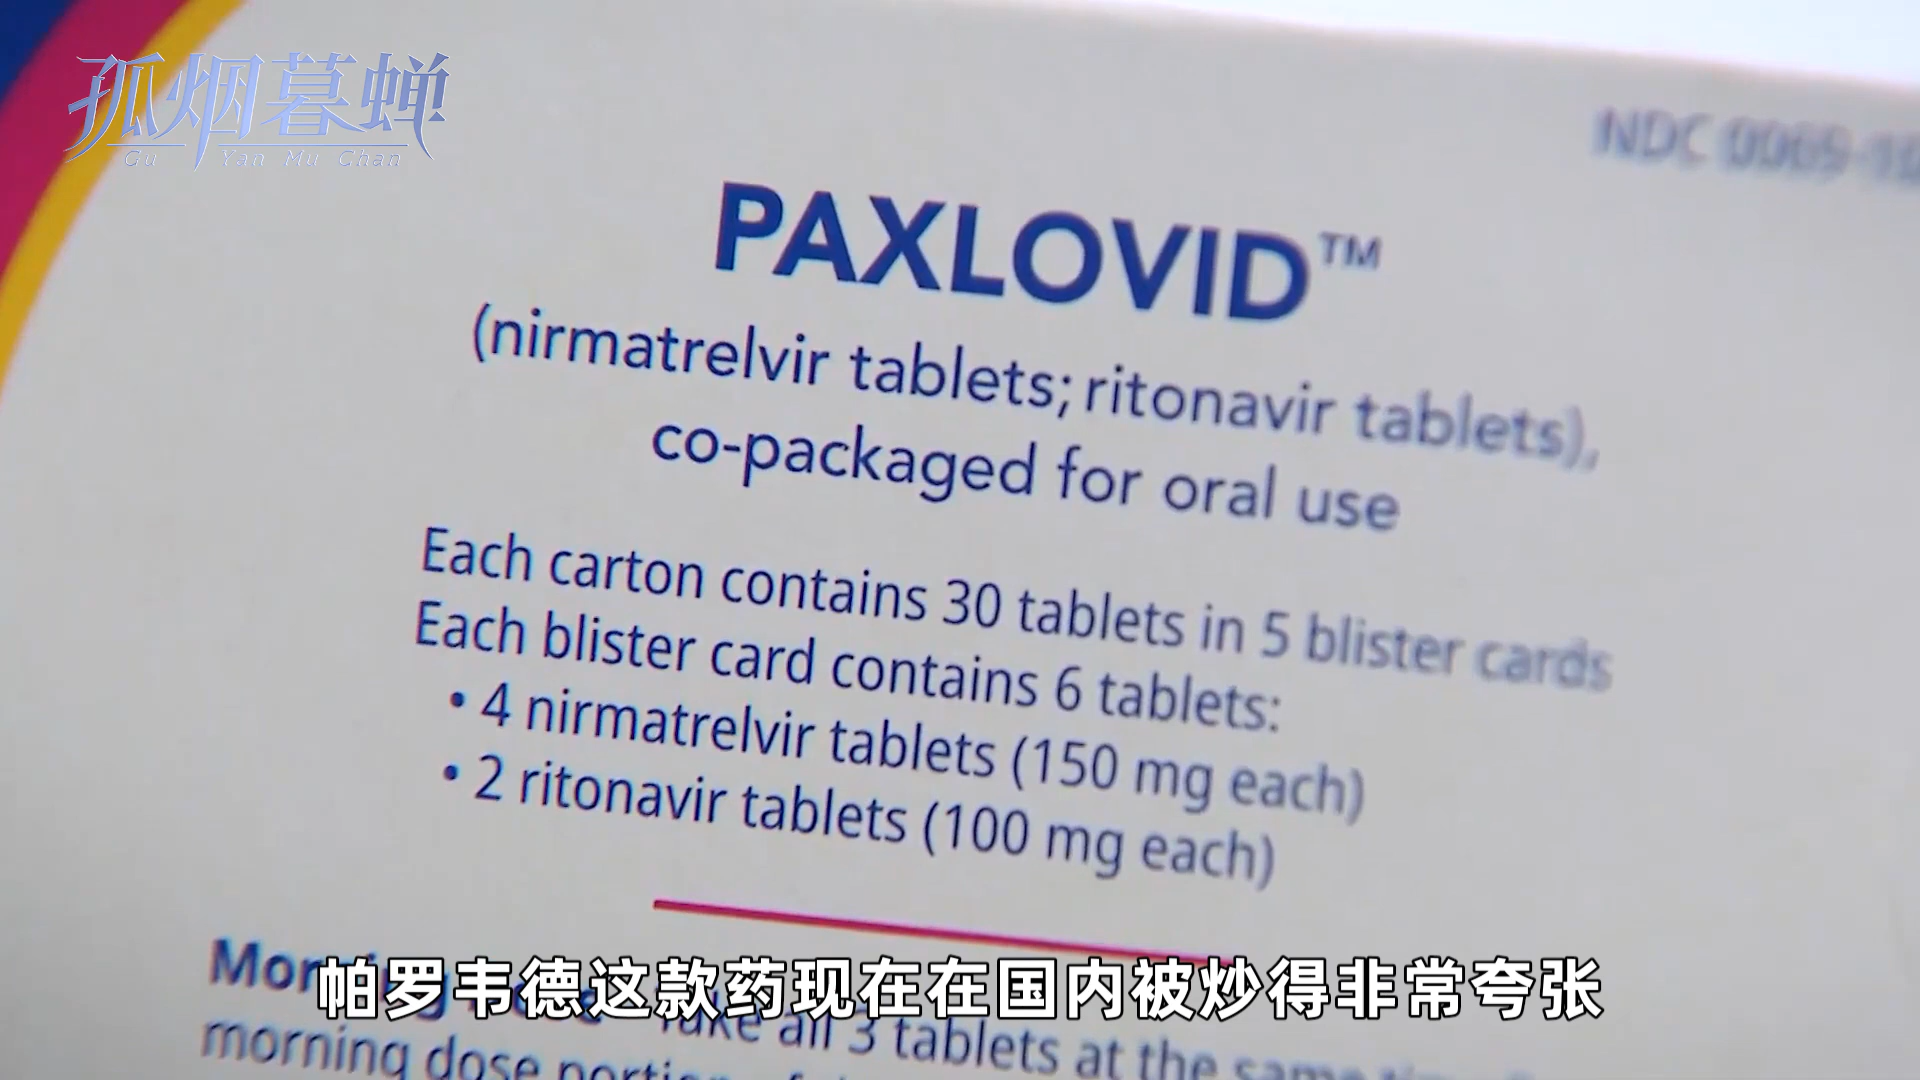 孤烟暮蝉
Gu Yan Mu Chan
NDC 0069-10
PAXLOVID™
(nirmatrelvir tablets; ritonavir tablets),
co-packaged for oral use
Each carton contains 30 tablets in 5 blister cards
Each blister card contains 6 tablets:
• 4 nirmatrelvir tablets (150 mg each)
• 2 ritonavir tablets (100 mg each)
Take all 3 tablets at the same
morning dose
帕罗韦德这款药现在在国内被炒得非常夸张